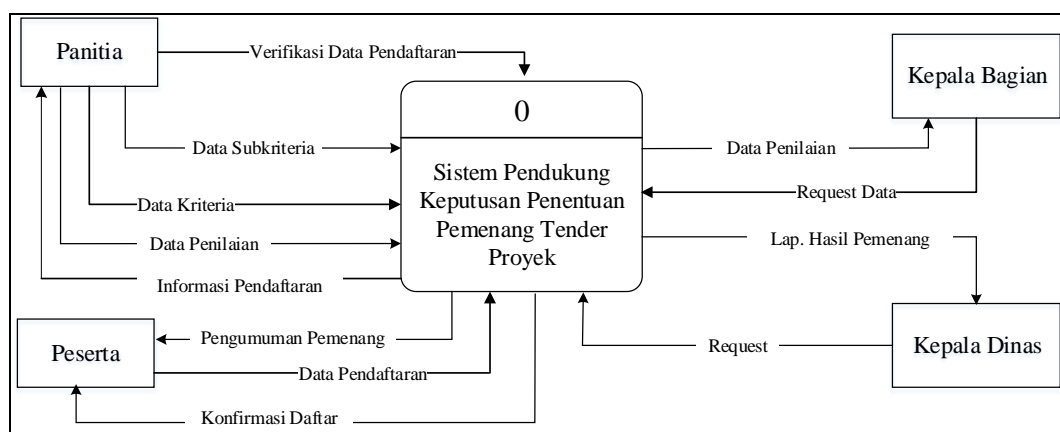 Panitia
Verifikasi Data Pendaftaran
Kepala Bagian
0
Data Subkriteria
Data Penilaian
Sistem Pendukung
Keputusan Penentuan
Pemenang Tender
Proyek
Request Data
Data Kriteria
Data Penilaian
Lap. Hasil Pemenang
Informasi Pendaftaran
Peserta
Pengumuman Pemenang
Request
Kepala Dinas
Data Pendaftaran
Konfirmasi Daftar